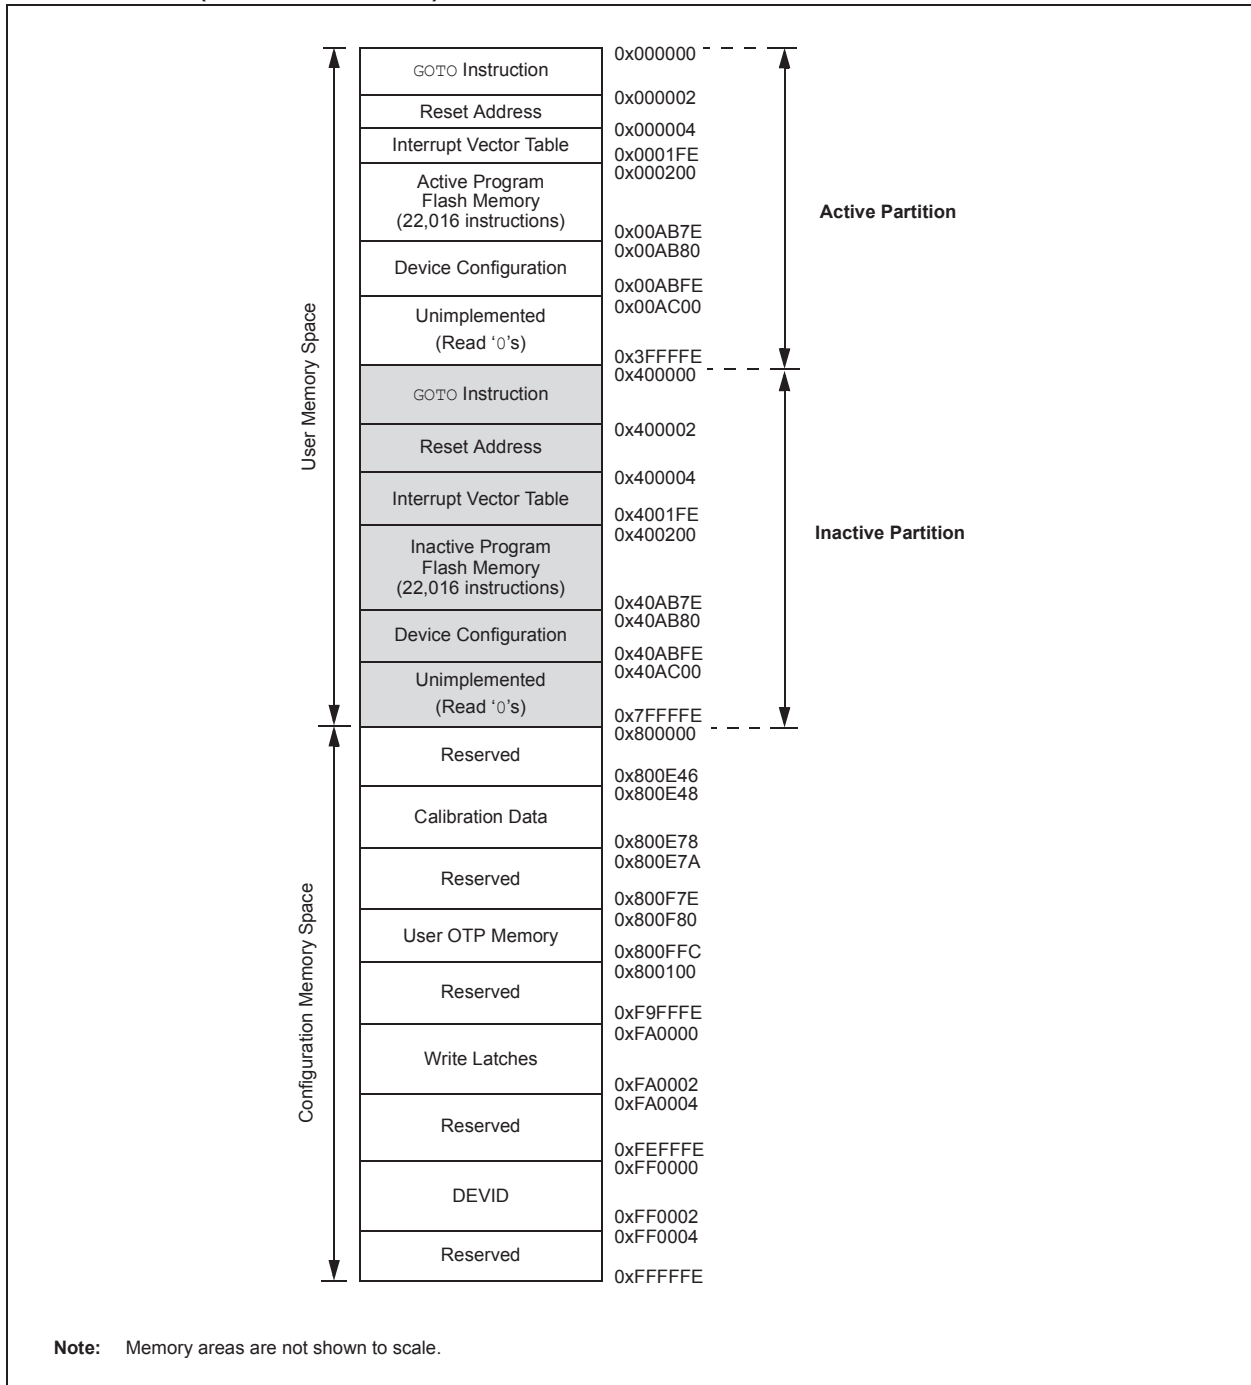 GOTO Instruction
0x000000
0x000002
Reset Address
0x000004
Interrupt Vector Table
0x0001FE
0x000200
Active Program
Flash Memory
(22,016 instructions)
Active Partition
0x00AB7E
0x00AB80
Device Configuration
0x00ABFE
0x00AC00
Unimplemented
(Read ‘0’s)
0x3FFFFE
0x400000
User Memory Space
GOTO Instruction
0x400002
Reset Address
0x400004
Interrupt Vector Table
0x4001FE
0x400200
Inactive Partition
Inactive Program
Flash Memory
(22,016 instructions)
0x40AB7E
0x40AB80
Device Configuration
0x40ABFE
0x40AC00
Unimplemented
(Read ‘0’s)
0x7FFFFE
0x800000
Reserved
0x800E46
0x800E48
Calibration Data
0x800E78
0x800E7A
Reserved
0x800F7E
0x800F80
User OTP Memory
0x800FFC
0x800100
Configuration Memory Space
Reserved
0xF9FFFE
0xFA0000
Write Latches
0xFA0002
0xFA0004
Reserved
0xFEFFFE
0xFF0000
DEVID
0xFF0002
0xFF0004
Reserved
0xFFFFFE
Note: Memory areas are not shown to scale.